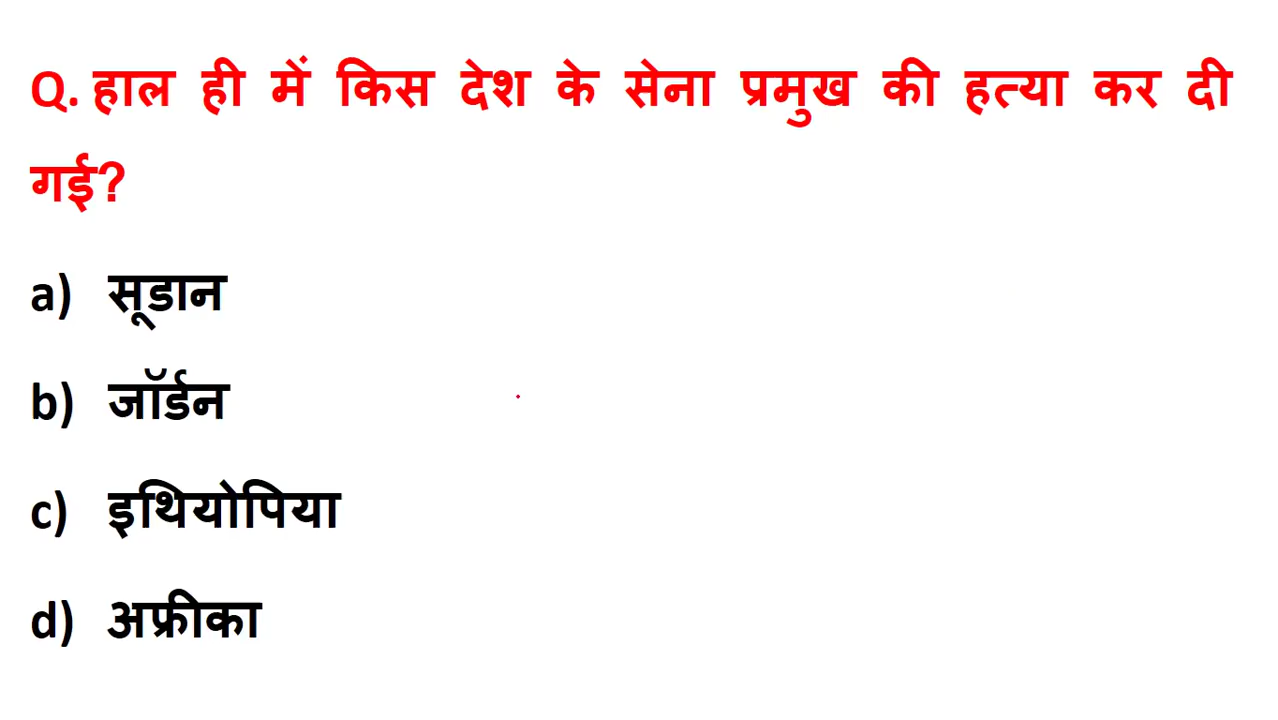 Q. हाल ही में किस देश के सेना प्रमुख की हत्या कर दी
गई?
a) सूडान
b) जॉर्डन
c) इथियोपिया
d) अफ्रीका